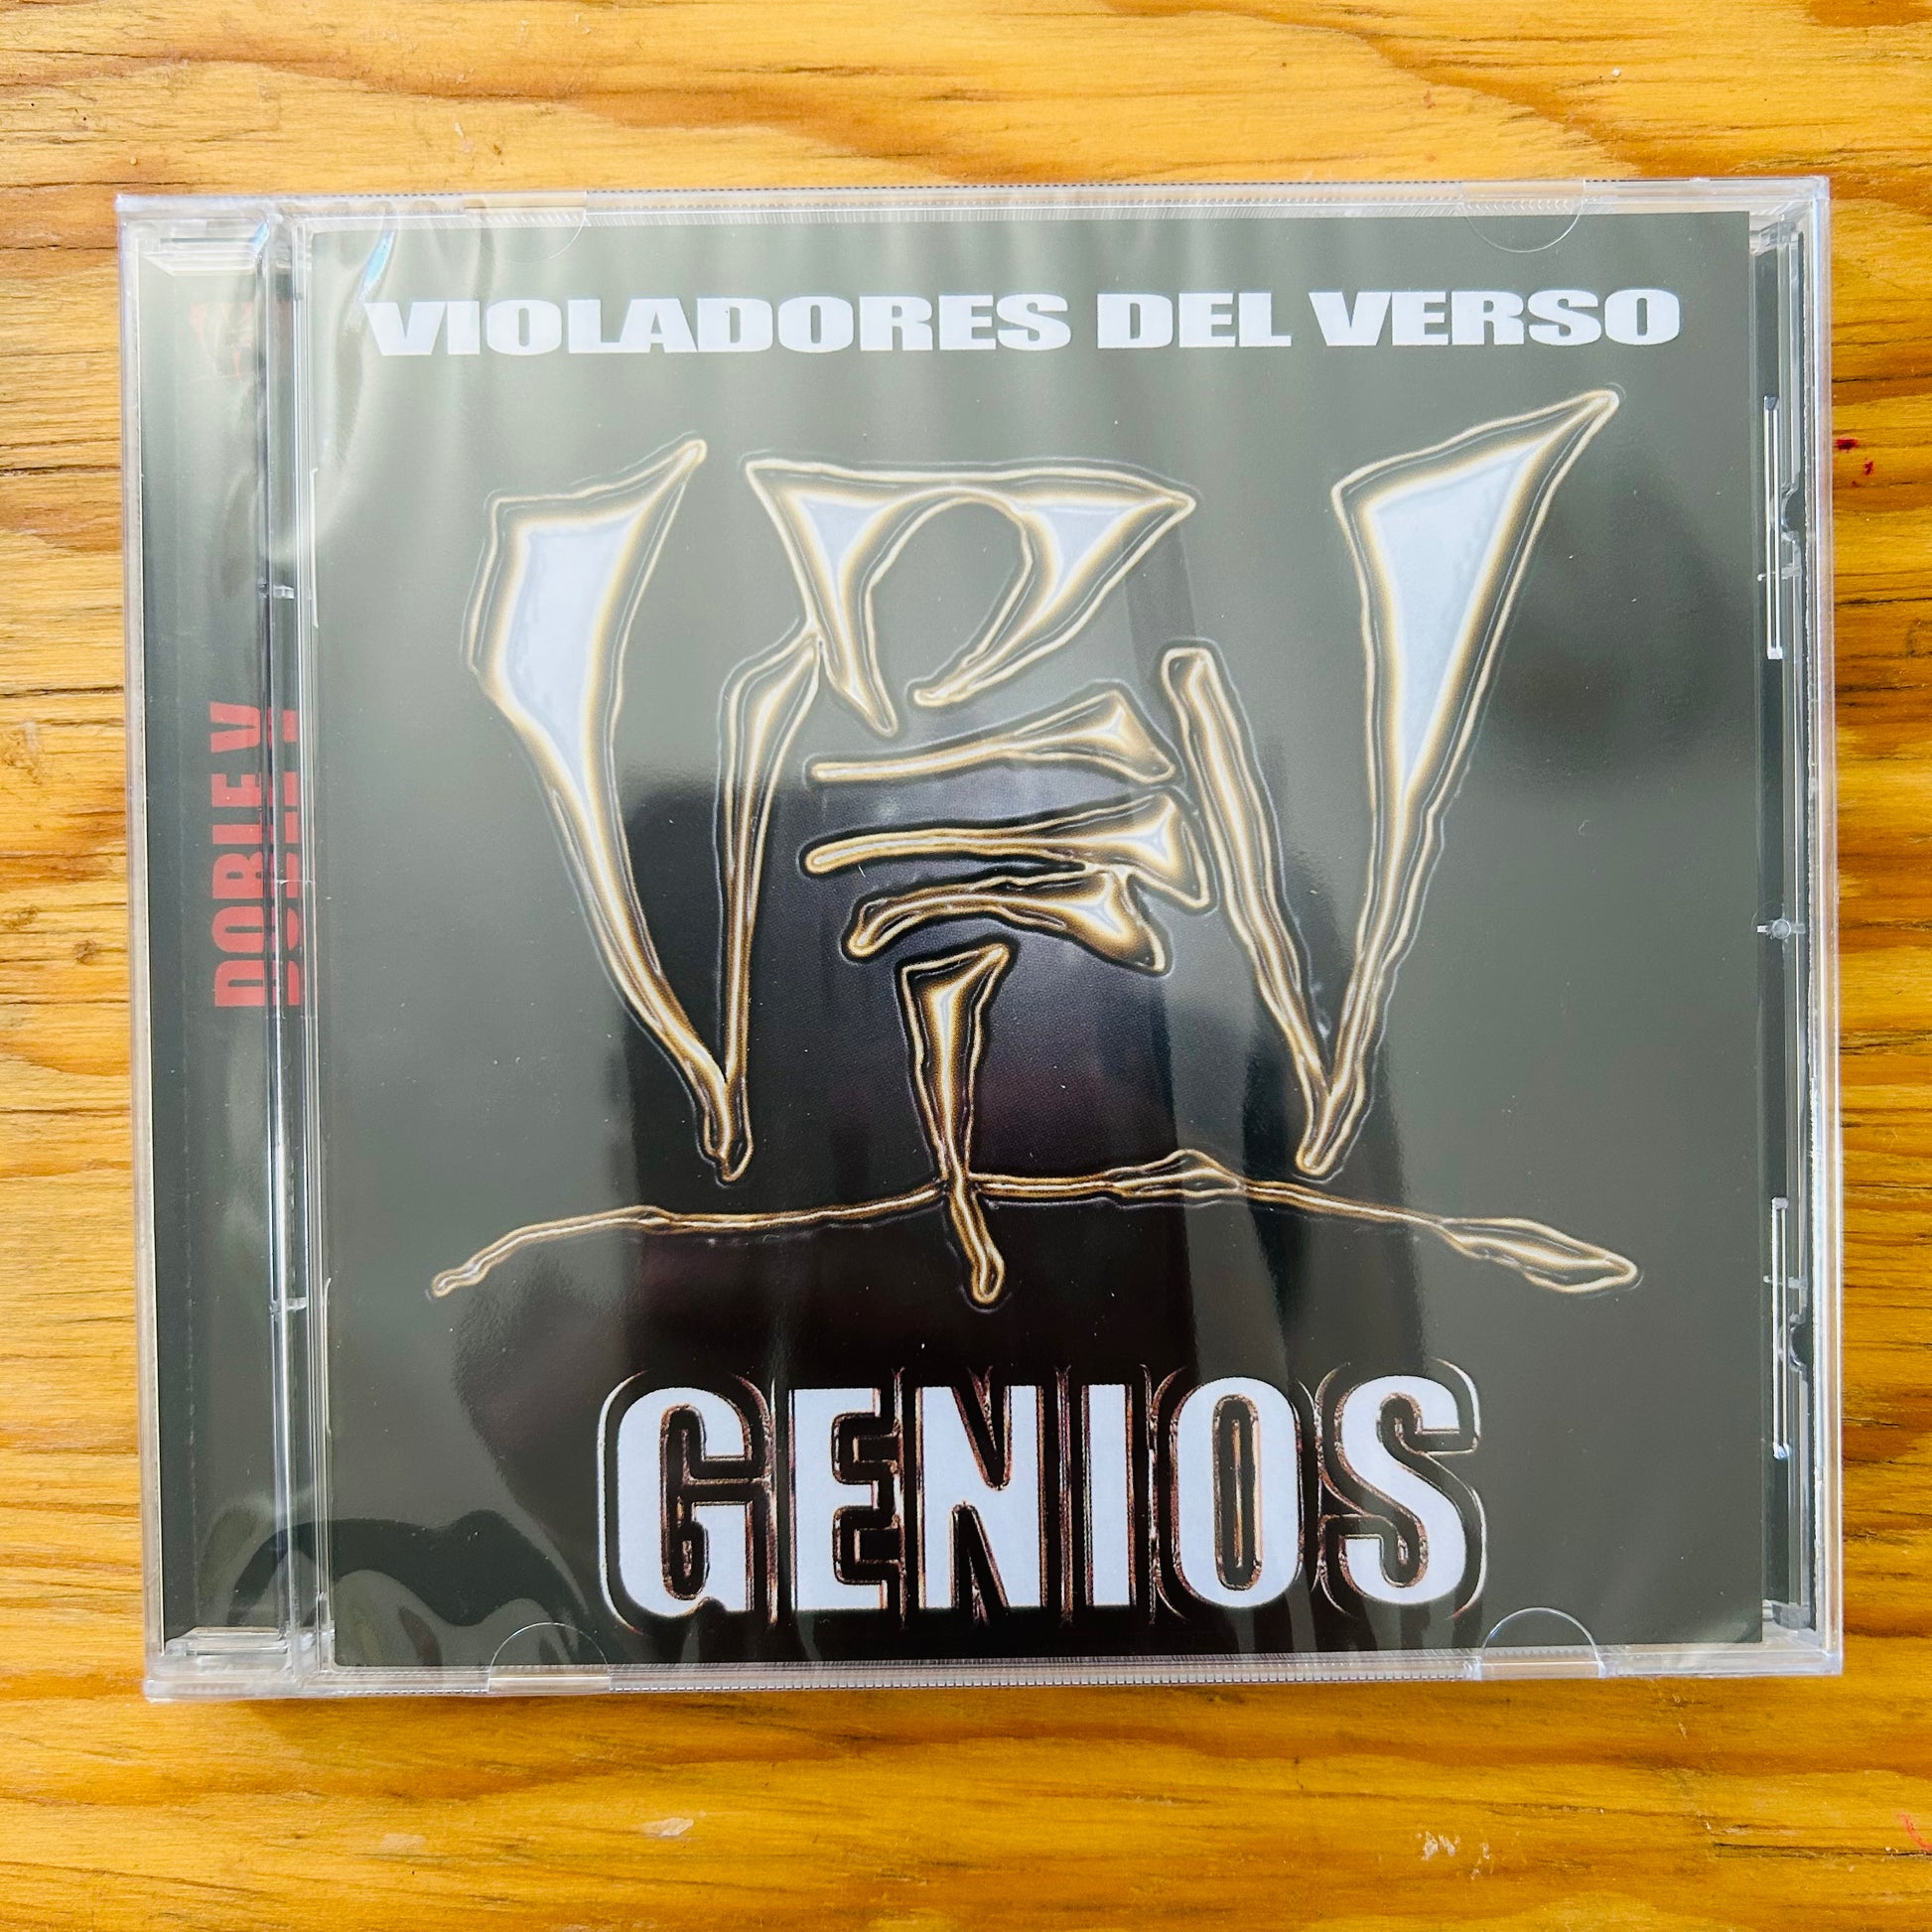 VIOLADORES DEL VERSO
GENIOS
DOBLE V